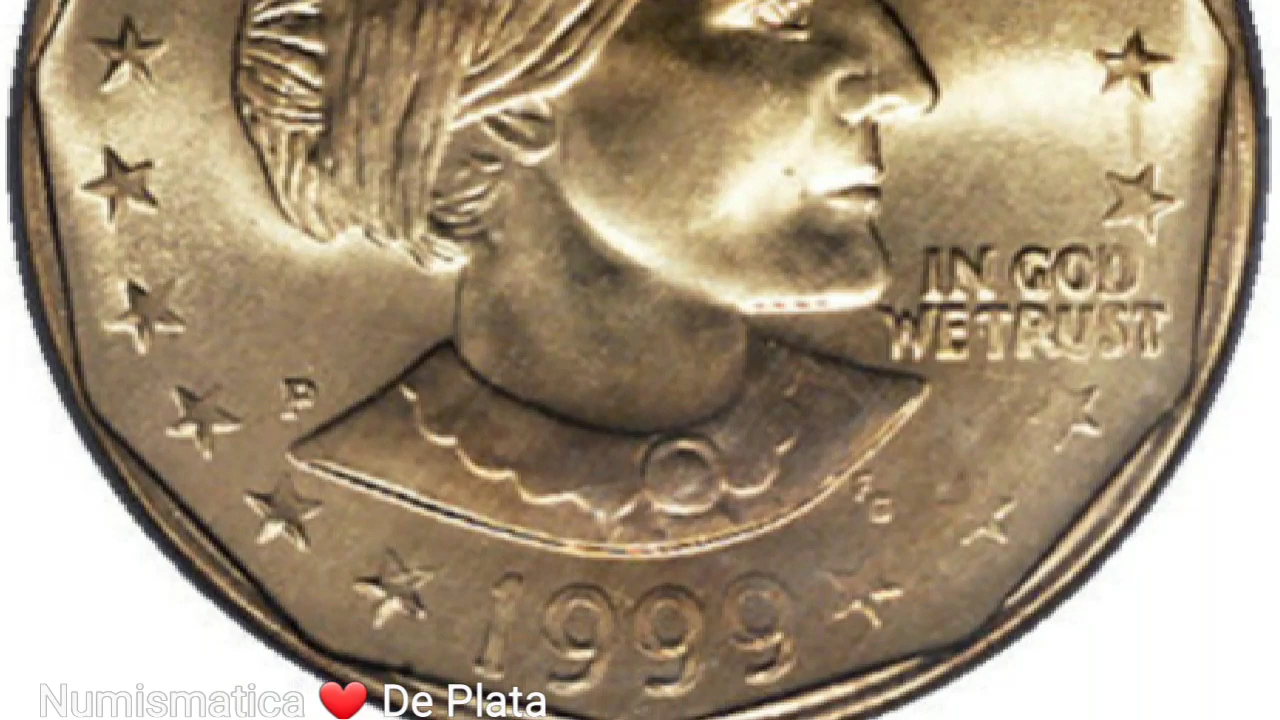 IN GOD
WE TRUST
P
FG
1999
Numismatica ❤️ De Plata